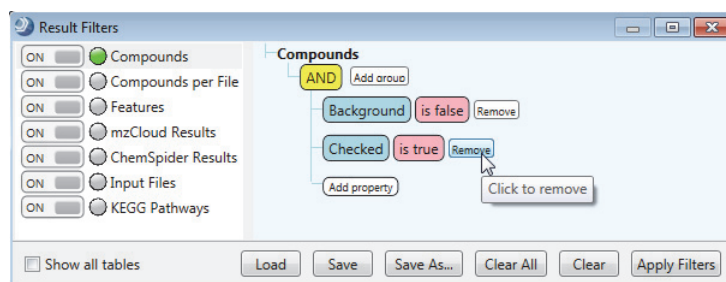 Result Filters
ON Compounds
ON Compounds per File
ON Features
ON mzCloud Results
ON ChemSpider Results
ON Input Files
ON KEGG Pathways
Compounds
AND Add group
Background is false Remove
Checked is true Remove
Add property
Click to remove
Show all tables Load Save Save As... Clear All Clear Apply Filters